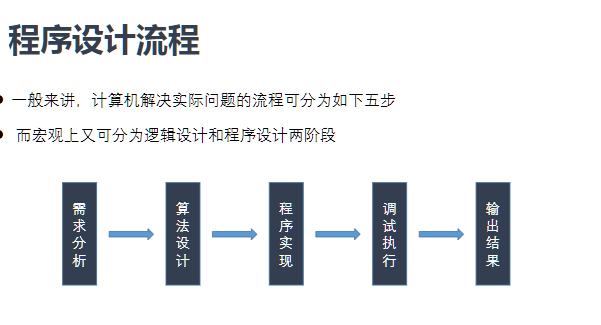 程序设计流程
一般来讲，计算机解决实际问题的流程可分为如下五步
而宏观上又可分为逻辑设计和程序设计两阶段
需求分析
算法设计
程序实现
调试执行
输出结果